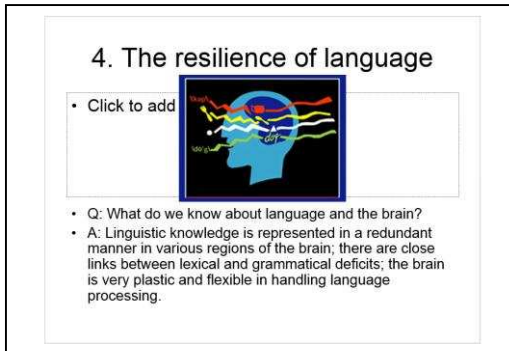 4. The resilience of language
• Click to add
dog
• Q: What do we know about language and the brain?
• A: Linguistic knowledge is represented in a redundant
manner in various regions of the brain; there are close
links between lexical and grammatical deficits; the brain
is very plastic and flexible in handling language
processing.